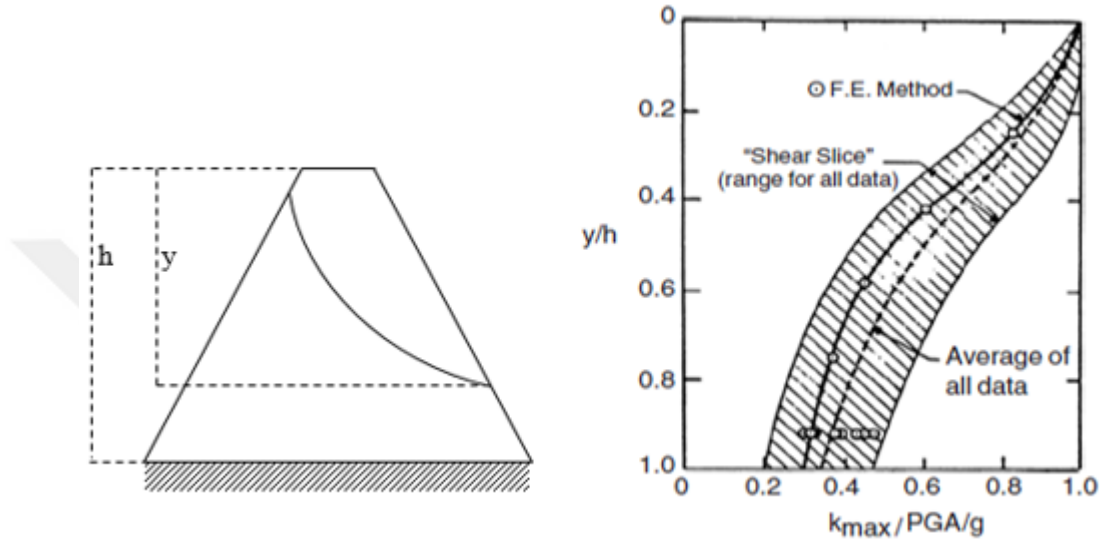 h
y
0
0.2
0.4
0.6
0.8
1.0
y/h
F.E. Method
"Shear Slice"
(range for all data)
Average of
all data
0
0.2
0.4
0.6
0.8
1.0
kmax/PGA/g